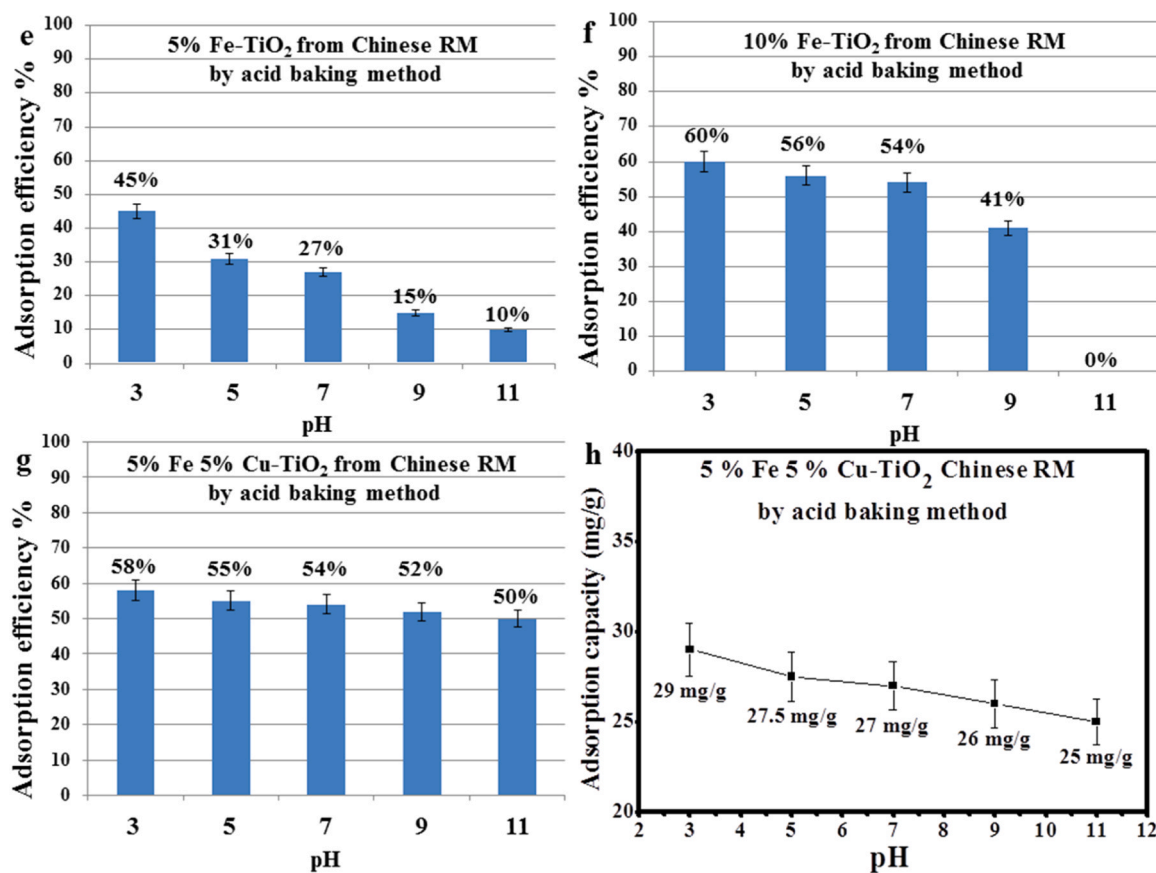 e
5% Fe-TiO₂ from Chinese RM
by acid baking method
Adsorption efficiency %
100
90
80
70
60
50
40
30
20
10
0
45%
31%
27%
15%
10%
3 5 7 9 11
pH
f
10% Fe-TiO₂ from Chinese RM
by acid baking method
Adsorption efficiency %
100
90
80
70
60
50
40
30
20
10
0
60%
56%
54%
41%
0%
3 5 7 9 11
pH
g
5% Fe 5% Cu-TiO₂ from Chinese RM
by acid baking method
Adsorption efficiency %
100
90
80
70
60
50
40
30
20
10
0
58%
55%
54%
52%
50%
3 5 7 9 11
pH
h
5 % Fe 5 % Cu-TiO₂ Chinese RM
by acid baking method
Adsorption capacity (mg/g)
40
35
30
25
20
29 mg/g
27.5 mg/g
27 mg/g
26 mg/g
25 mg/g
2 3 4 5 6 7 8 9 10 11 12
pH